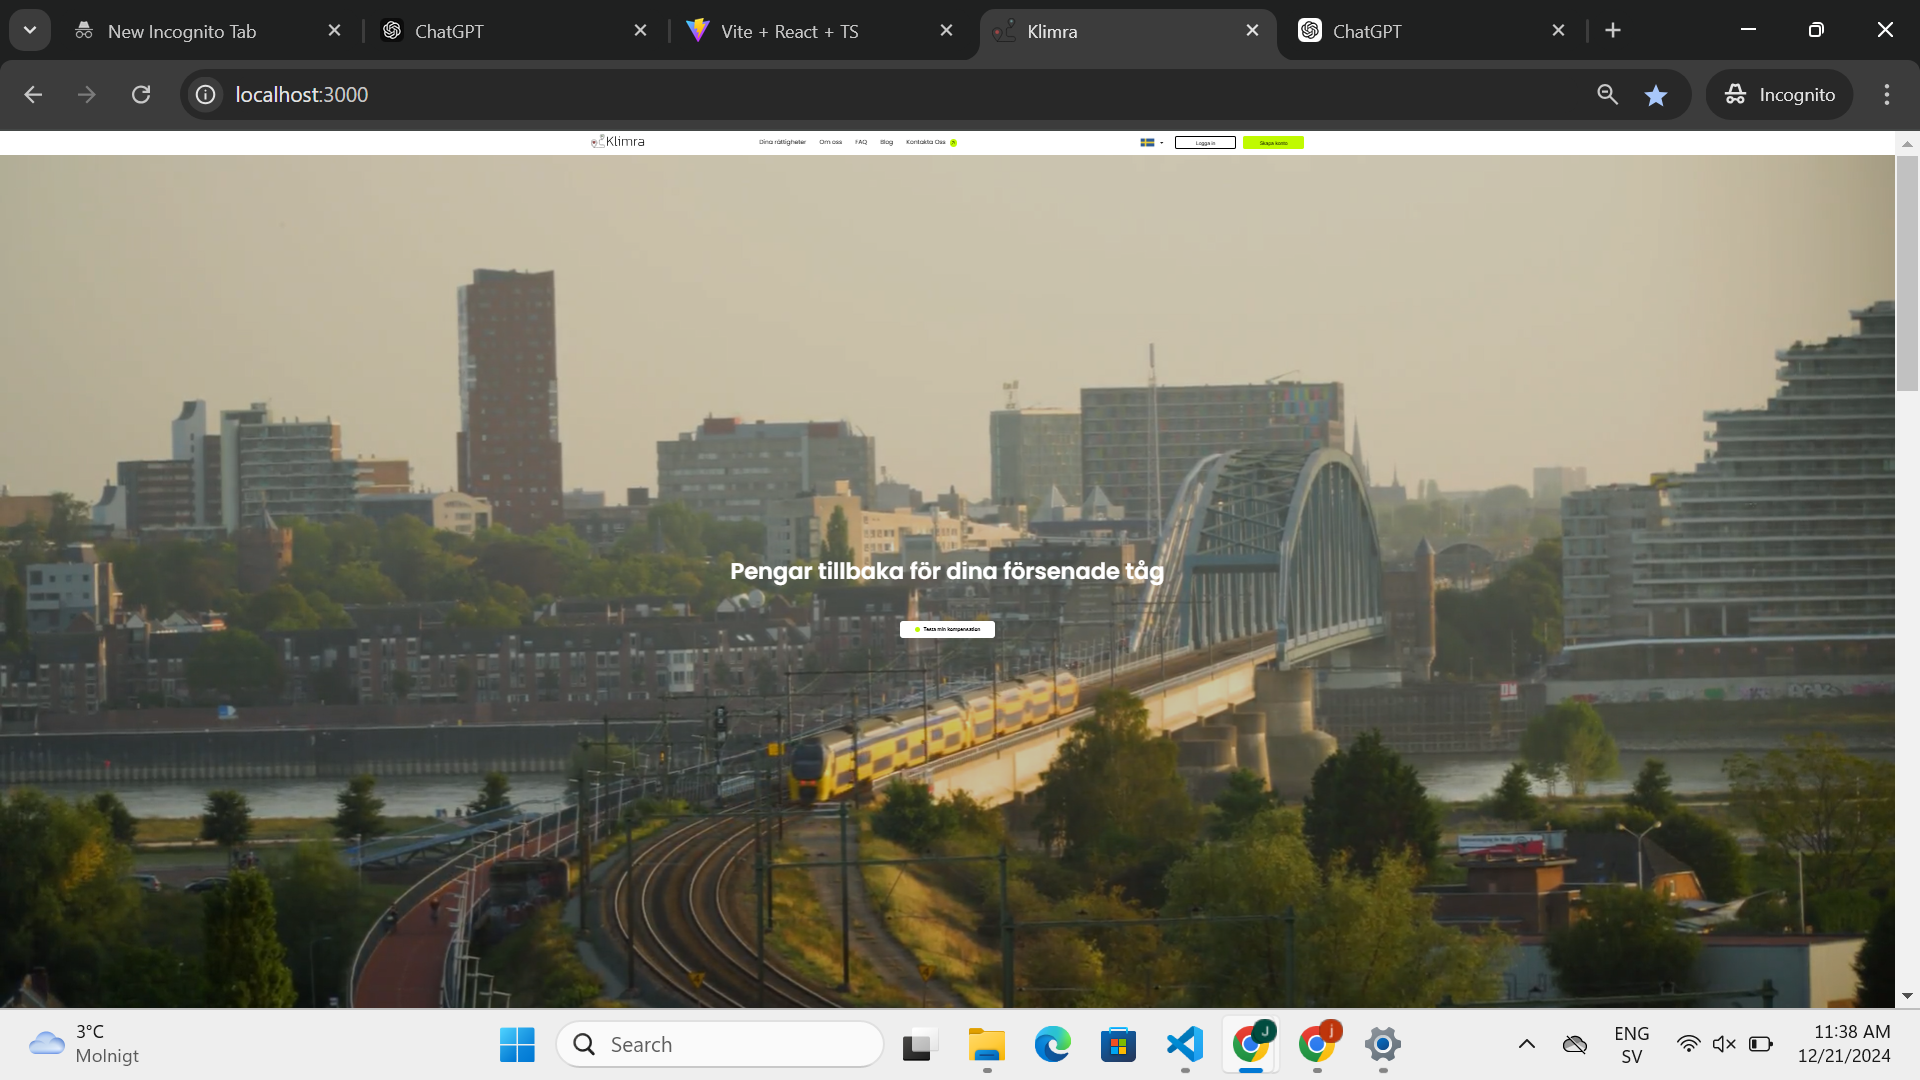 New Incognito Tab
ChatGPT
Vite + React + TS
Klimra
ChatGPT
localhost:3000
Incognito
Klimra
Dina rättigheter
Om oss
FAQ
Blog
Kontakta Oss
Logga in
Skapa konto
Pengar tillbaka för dina försenade tåg
Testa min kompensation
3°C
Molnigt
Search
J
j
ENG
SV
11:38 AM
12/21/2024